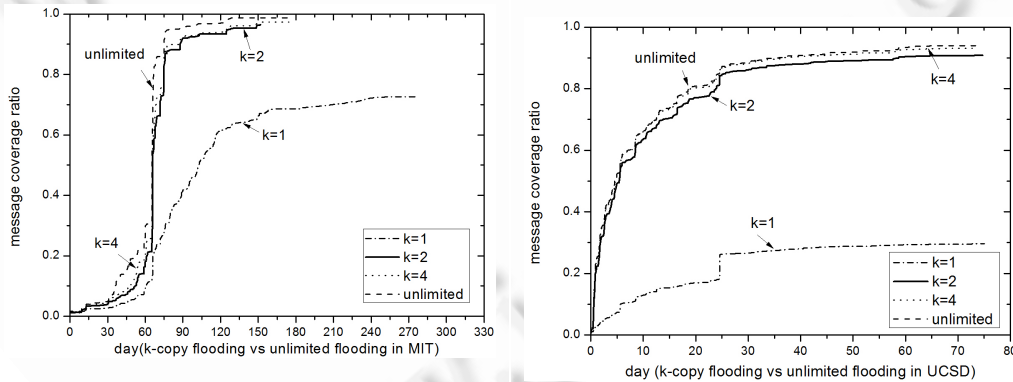 message coverage ratio
1.0
0.8
0.6
0.4
0.2
0.0
unlimited
k=2
k=1
k=4
k=1
k=2
k=4
unlimited
0 30 60 90 120 150 180 210 240 270 300 330
day(k-copy flooding vs unlimited flooding in MIT)
message coverage ratio
1.0
0.8
0.6
0.4
0.2
0.0
unlimited
k=4
k=2
k=1
k=1
k=2
k=4
unlimited
0 10 20 30 40 50 60 70 80
day (k-copy flooding vs unlimited flooding in UCSD)